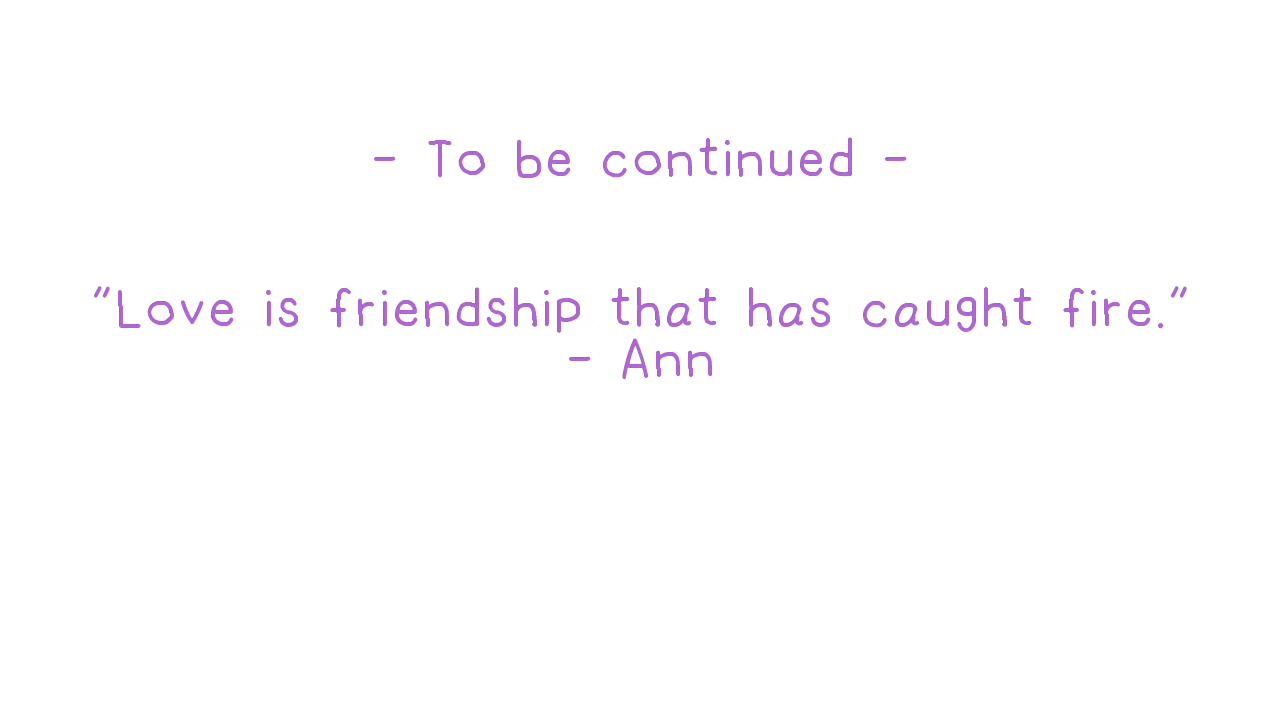 - To be continued -
"Love is friendship that has caught fire."
- Ann